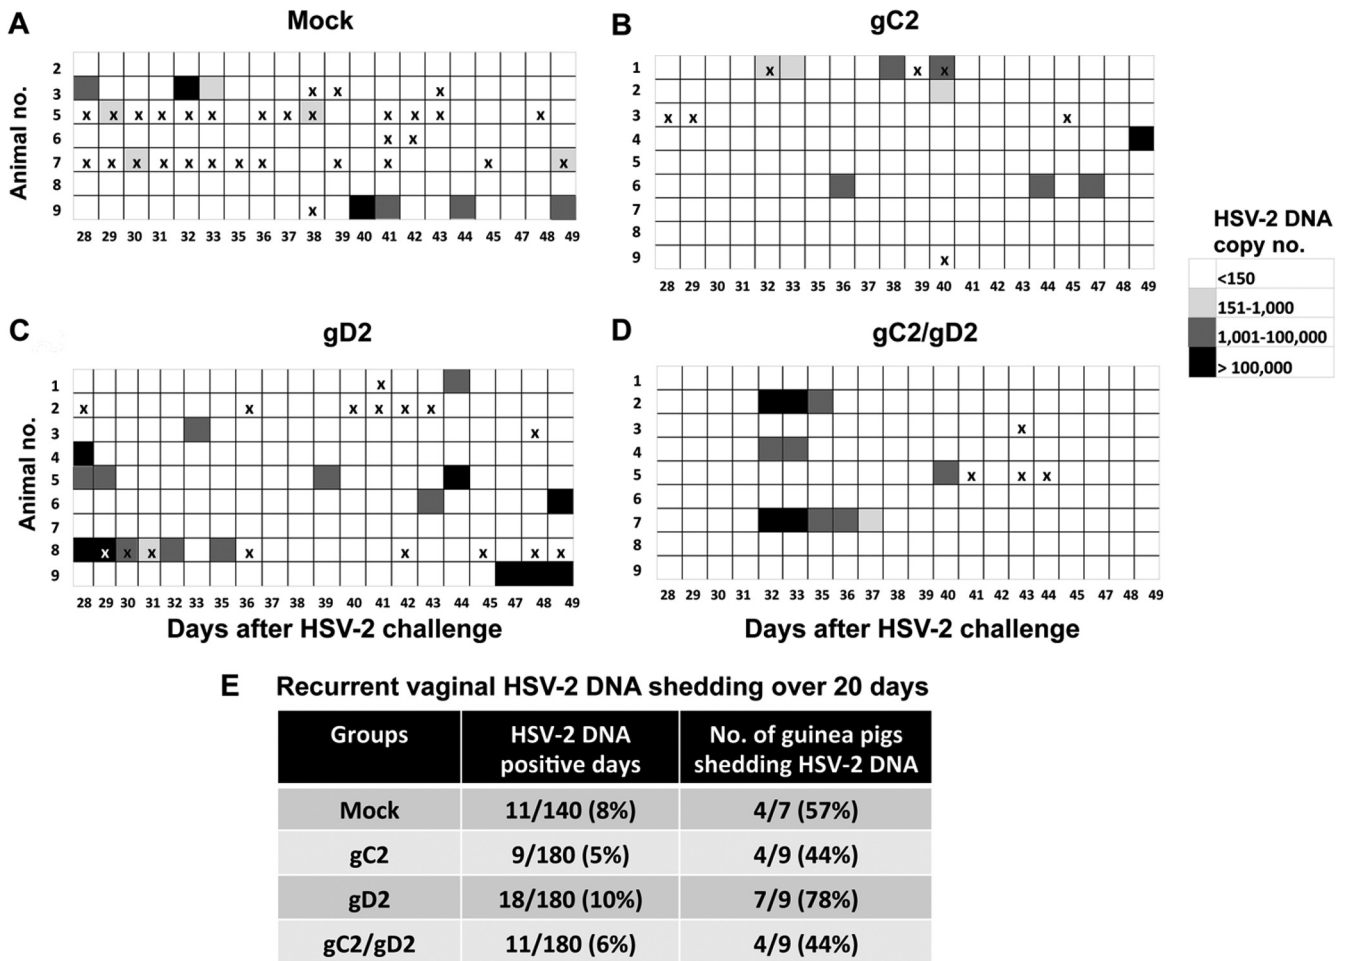 A Mock
Animal no.
2
3 x x x
5 x x x x x x x x x x x x x
6 x x
7 x x x x x x x x x x x x
8
9 x
28 29 30 31 32 33 35 36 37 38 39 40 41 42 43 44 45 47 48 49
B gC2
1 x x x
2
3 x x x
4
5
6
7
8
9 x
28 29 30 31 32 33 35 36 37 38 39 40 41 42 43 44 45 47 48 49
HSV-2 DNA
copy no.
<150
151-1,000
1,001-100,000
> 100,000
C gD2
Animal no.
1 x
2 x x x x x x
3 x
4
5
6
7
8 x x x x x x x x
9
28 29 30 31 32 33 35 36 37 38 39 40 41 42 43 44 45 47 48 49
Days after HSV-2 challenge
D gC2/gD2
1
2
3 x
4
5 x x x
6
7
8
9
28 29 30 31 32 33 35 36 37 38 39 40 41 42 43 44 45 47 48 49
Days after HSV-2 challenge
E Recurrent vaginal HSV-2 DNA shedding over 20 days
Groups HSV-2 DNA positive days No. of guinea pigs shedding HSV-2 DNA
Mock 11/140 (8%) 4/7 (57%)
gC2 9/180 (5%) 4/9 (44%)
gD2 18/180 (10%) 7/9 (78%)
gC2/gD2 11/180 (6%) 4/9 (44%)